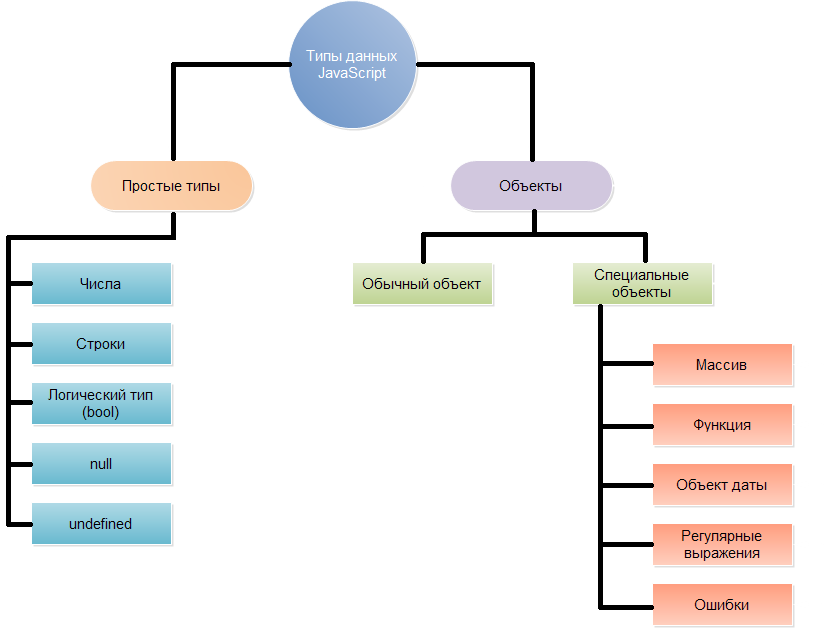 Типы данных
JavaScript
Простые типы
Объекты
Числа
Строки
Логический тип
(bool)
null
undefined
Обычный объект
Специальные
объекты
Массив
Функция
Объект даты
Регулярные
выражения
Ошибки